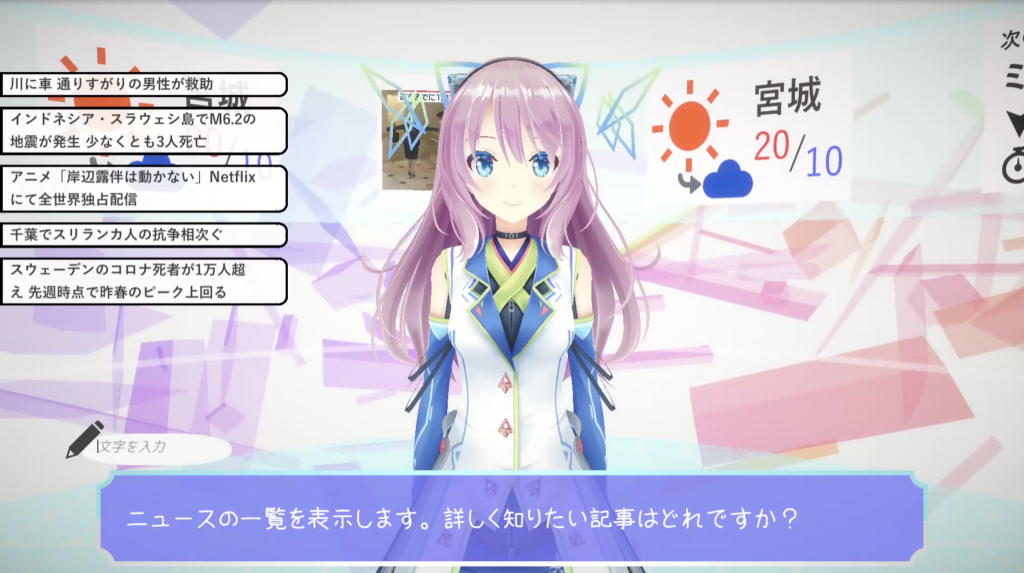 川に車 通りすがりの男性が救助
インドネシア・スラウェシ島でM6.2の
地震が発生 少なくとも3人死亡
アニメ「岸辺露伴は動かない」Netflix
にて全世界独占配信
千葉でスリランカ人の抗争相次ぐ
スウェーデンのコロナ死者が1万人超
え 先週時点で昨春のピーク上回る
宮城
20/10
宮城
20/10
文字を入力
ニュースの一覧を表示します。詳しく知りたい記事はどれですか？